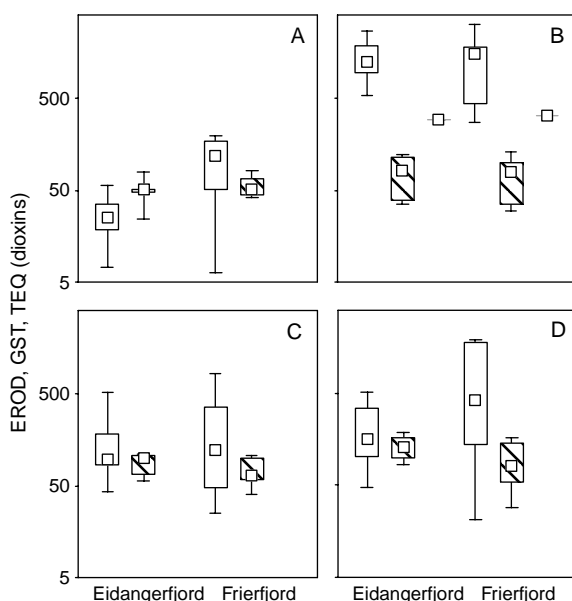 A
B
500
50
5
EROD, GST, TEQ (dioxins)
C
D
500
50
5
Eidangerfjord Frierfjord Eidangerfjord Frierfjord